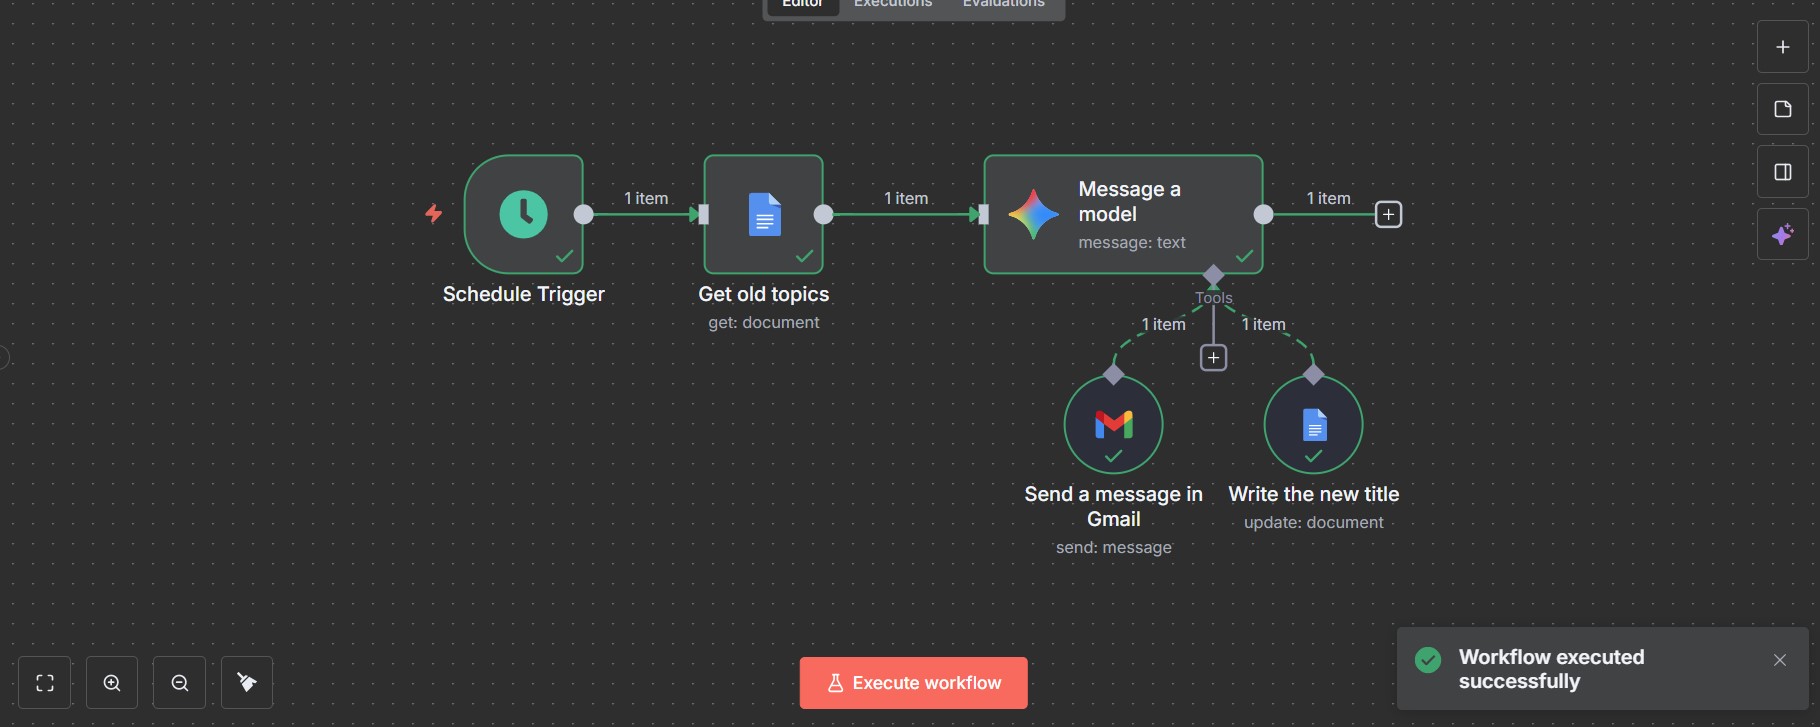 Editor Executions Evaluations
1 item 1 item 1 item
Message a
model
message: text
Schedule Trigger
Get old topics
get: document
Tools
1 item 1 item
Send a message in
Gmail
send: message
Write the new title
update: document
Execute workflow
Workflow executed
successfully